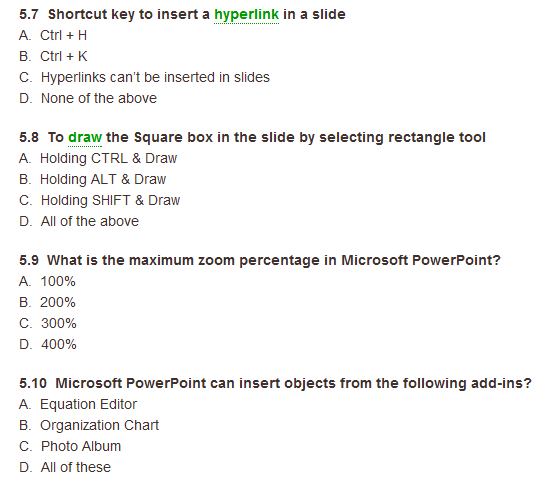 5.7 Shortcut key to insert a hyperlink in a slide
A. Ctrl + H
B. Ctrl + K
C. Hyperlinks can't be inserted in slides
D. None of the above
5.8 To draw the Square box in the slide by selecting rectangle tool
A. Holding CTRL & Draw
B. Holding ALT & Draw
C. Holding SHIFT & Draw
D. All of the above
5.9 What is the maximum zoom percentage in Microsoft PowerPoint?
A. 100%
B. 200%
C. 300%
D. 400%
5.10 Microsoft PowerPoint can insert objects from the following add-ins?
A. Equation Editor
B. Organization Chart
C. Photo Album
D. All of these